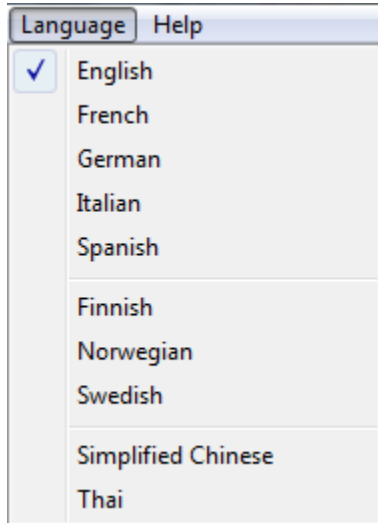 Language Help
English
French
German
Italian
Spanish
Finnish
Norwegian
Swedish
Simplified Chinese
Thai